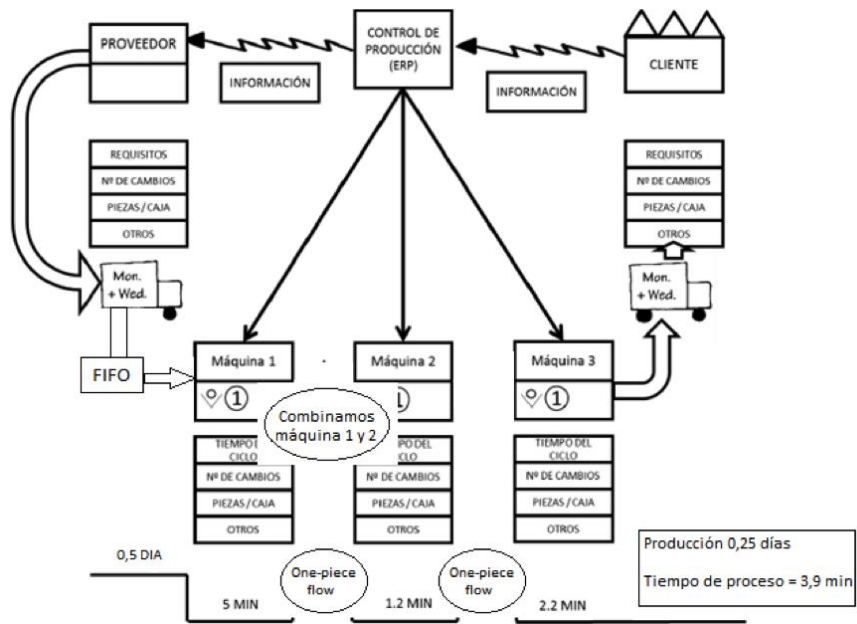 PROVEEDOR
INFORMACIÓN
CONTROL DE
PRODUCCIÓN
(ERP)
INFORMACIÓN
CLIENTE
REQUISITOS
Nº DE CAMBIOS
PIEZAS / CAJA
OTROS
REQUISITOS
Nº DE CAMBIOS
PIEZAS / CAJA
OTROS
Mon.
+ Wed.
Mon.
+ Wed.
FIFO
Máquina 1
1
Máquina 2
1
Máquina 3
1
Combinamos
máquina 1 y 2
TIEMPO
Nº DE CAMBIOS
PIEZAS / CAJA
OTROS
DEL
CLO
Nº DE CAMBIOS
PIEZAS / CAJA
OTROS
TIEMPO DEL
CICLO
Nº DE CAMBIOS
PIEZAS / CAJA
OTROS
0,5 DIA
5 MIN
One-piece
flow
1.2 MIN
One-piece
flow
2.2 MIN
Producción 0,25 días
Tiempo de proceso = 3,9 min